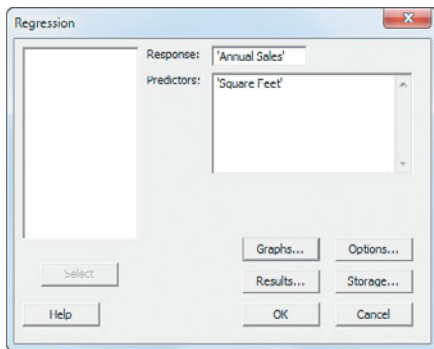 Regression
Response: 'Annual Sales'
Predictors: 'Square Feet'
Graphs... Options...
Select
Results... Storage...
Help OK Cancel